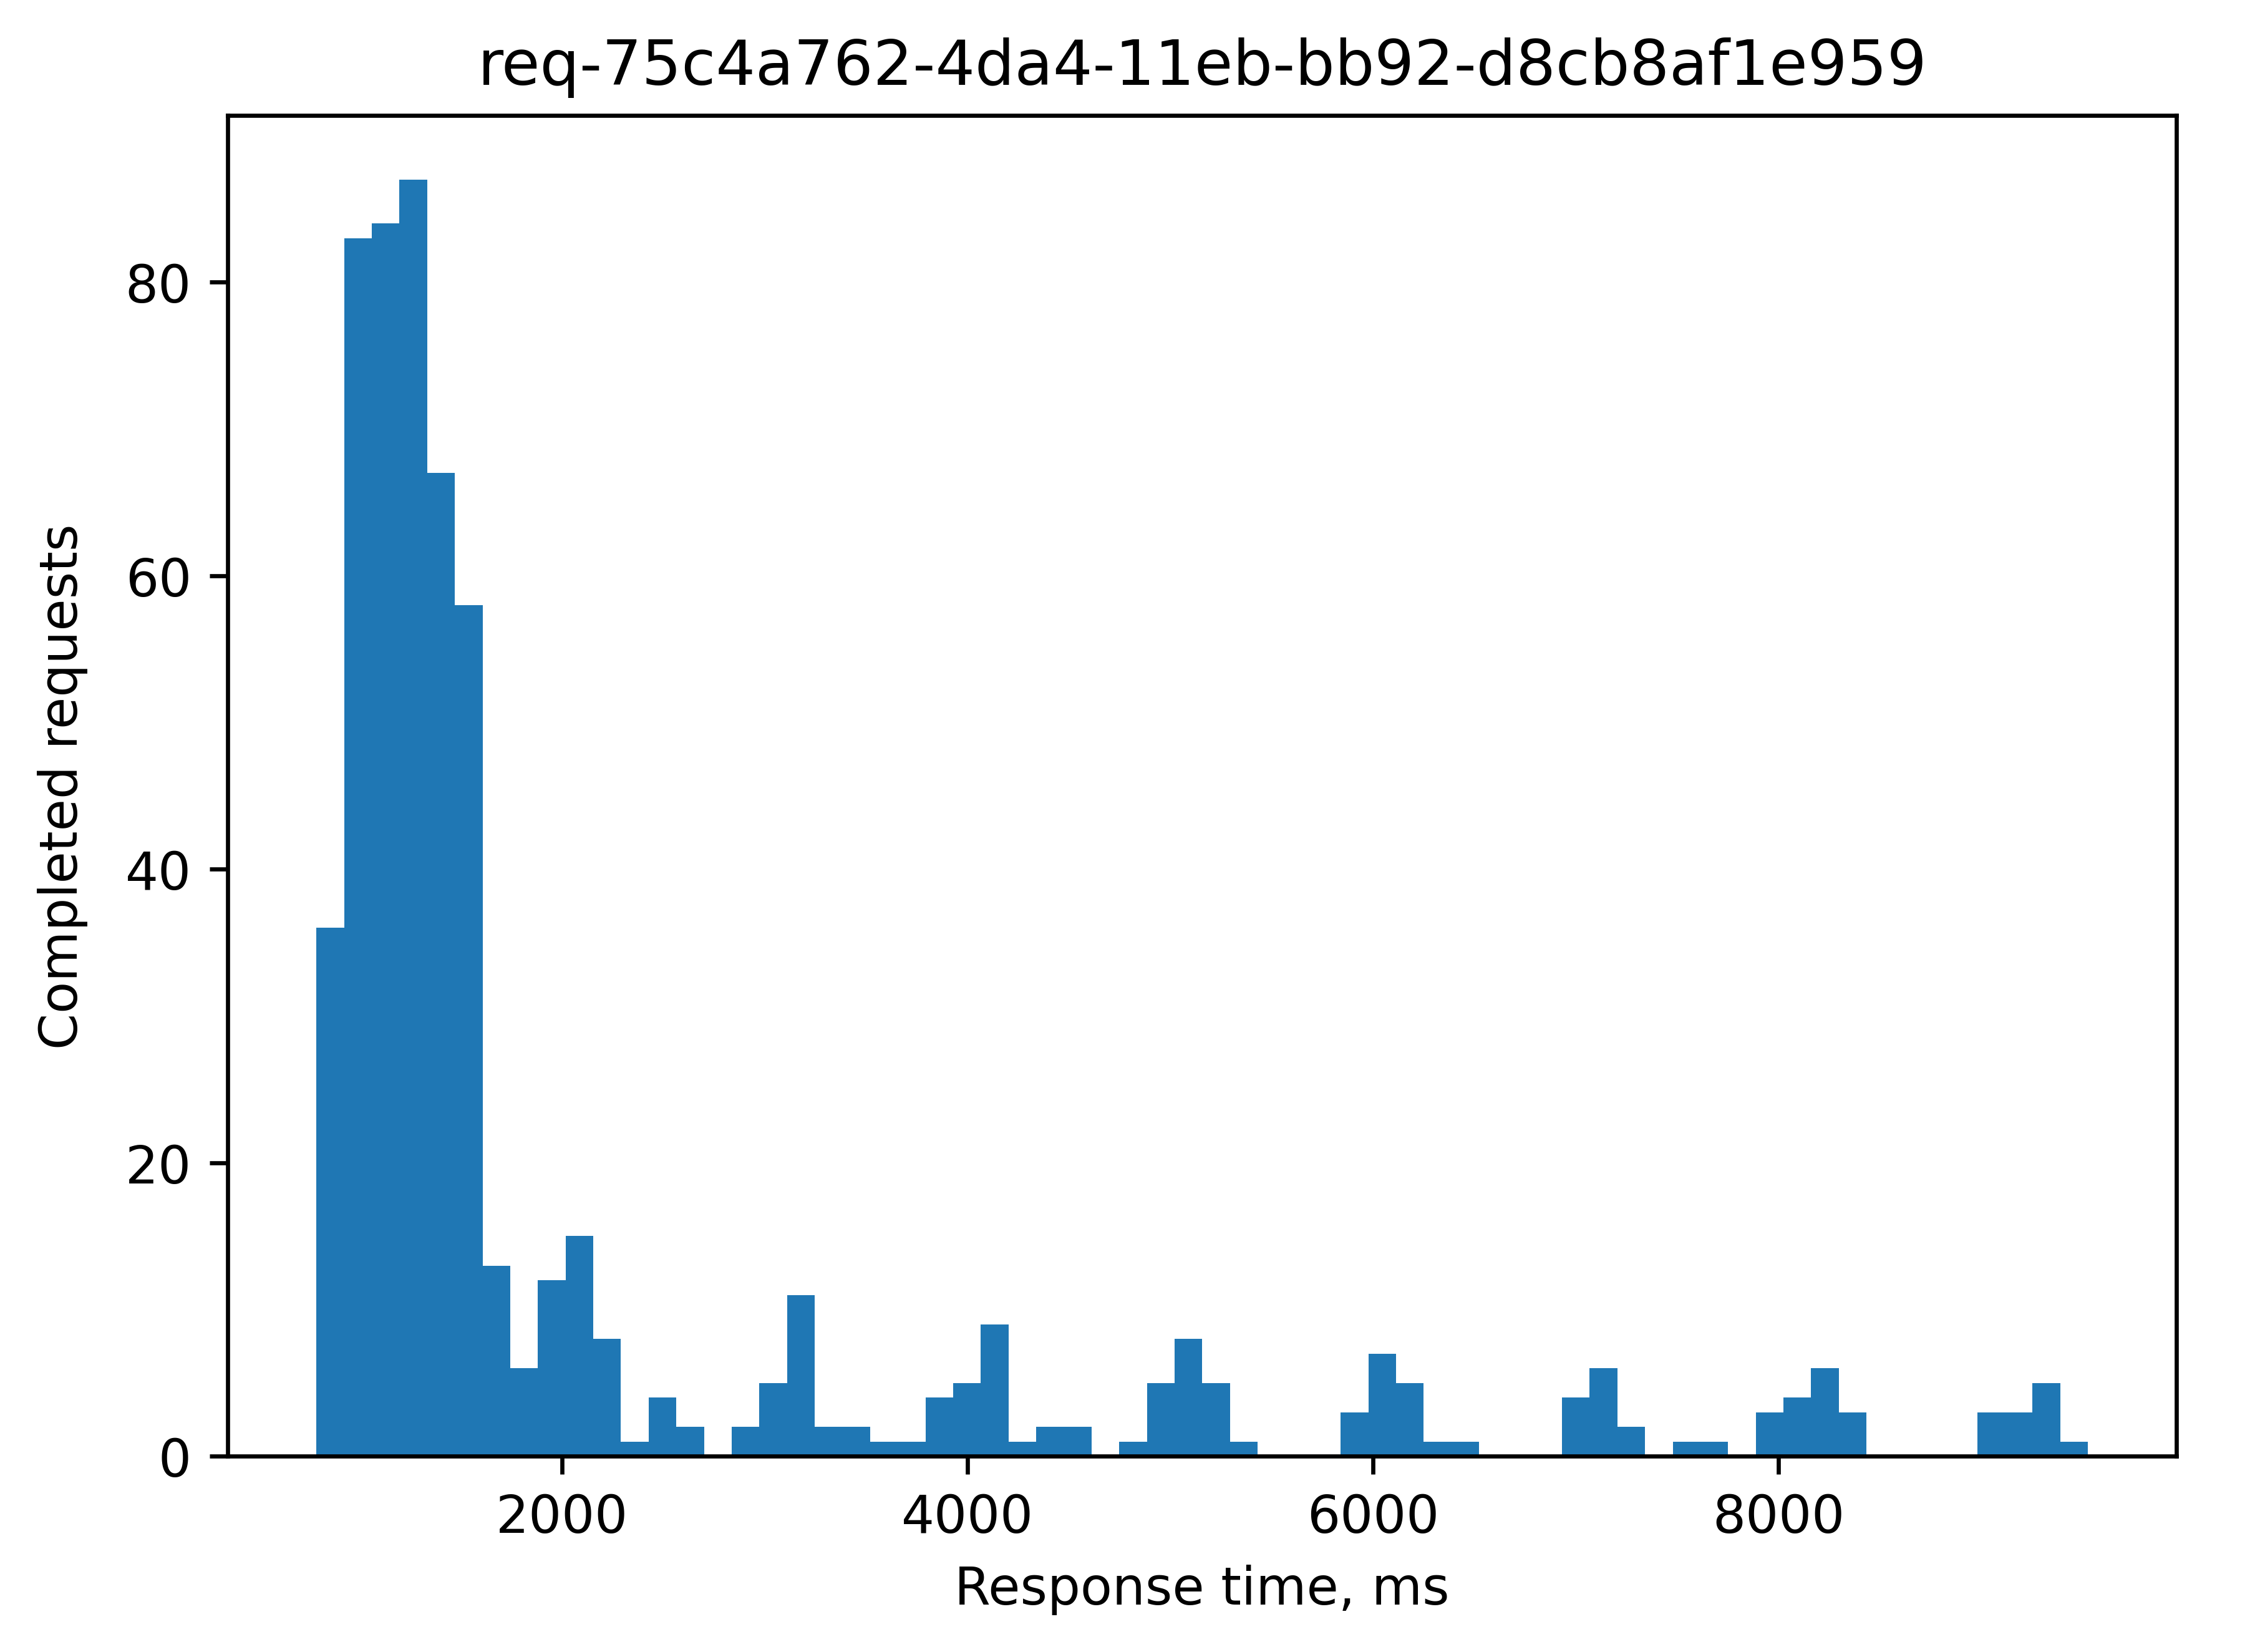 req-75c4a762-4da4-11eb-bb92-d8cb8af1e959
80
60
40
20
0
Completed requests
2000 4000 6000 8000
Response time, ms